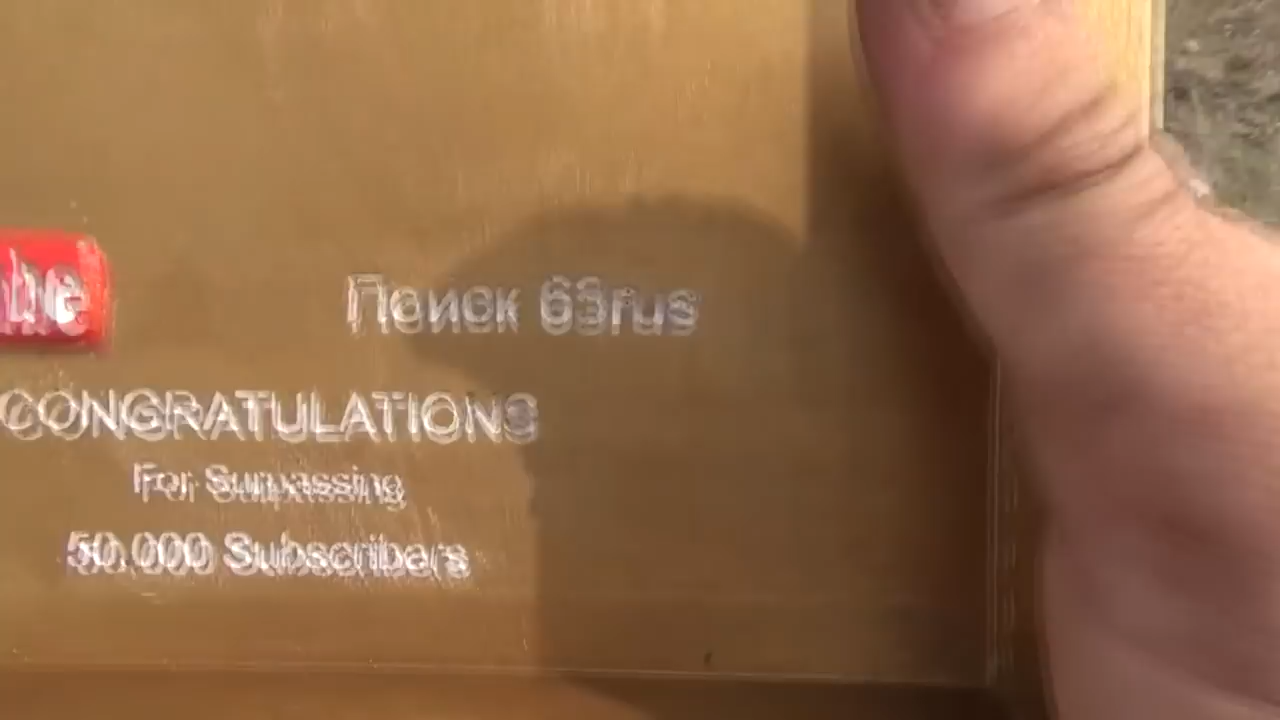 Поиск 63rus
CONGRATULATIONS
For Surpassing
50.000 Subscribers